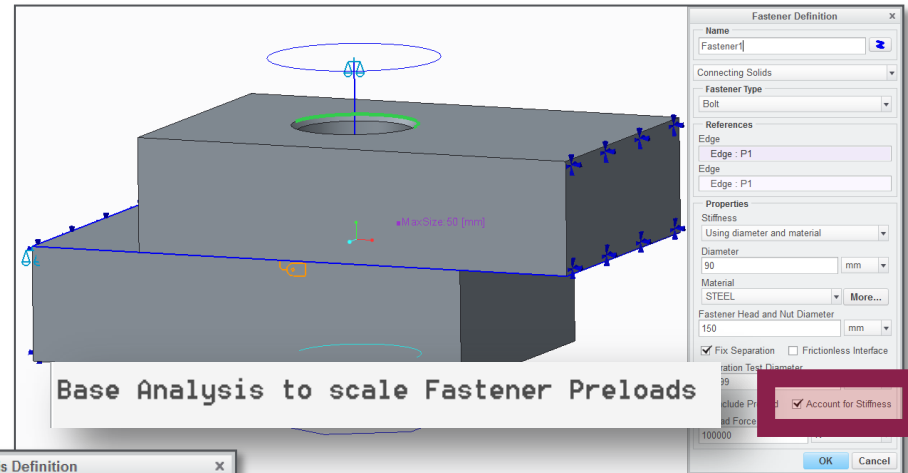 Fastener Definition
x
Name
Fastener1
Connecting Solids
Fastener Type
Bolt
References
Edge
Edge : P1
Edge
Edge : P1
Properties
Stiffness
Using diameter and material
Diameter
90 mm
Material
STEEL More...
Fastener Head and Nut Diameter
150 mm
Fix Separation Frictionless Interface
Test Diameter
Account for Stiffness
100000
OK Cancel
MaxSize:50 [mm]
Base Analysis to scale Fastener Preloads
Definition x